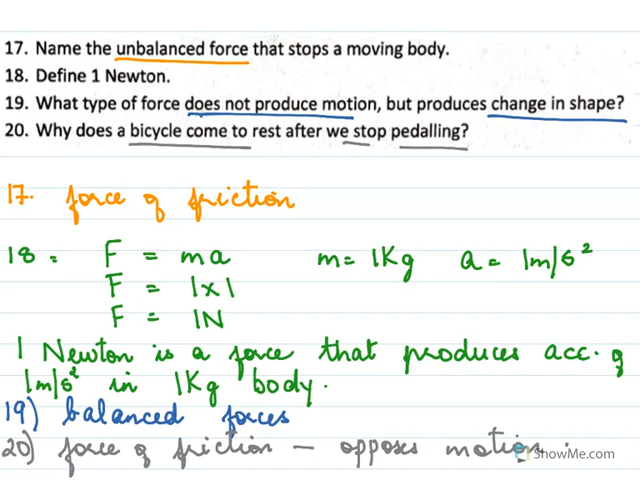 17. Name the unbalanced force that stops a moving body.
18. Define 1 Newton.
19. What type of force does not produce motion, but produces change in shape?
20. Why does a bicycle come to rest after we stop pedalling?
17. force of friction
18. F = ma m = 1Kg a = 1m/s²
F = 1x1
F = 1N
1 Newton is a force that produces acc. of
1m/s² in 1Kg body.
19) balanced forces
20) force of friction – opposes motion.
ShowMe.com